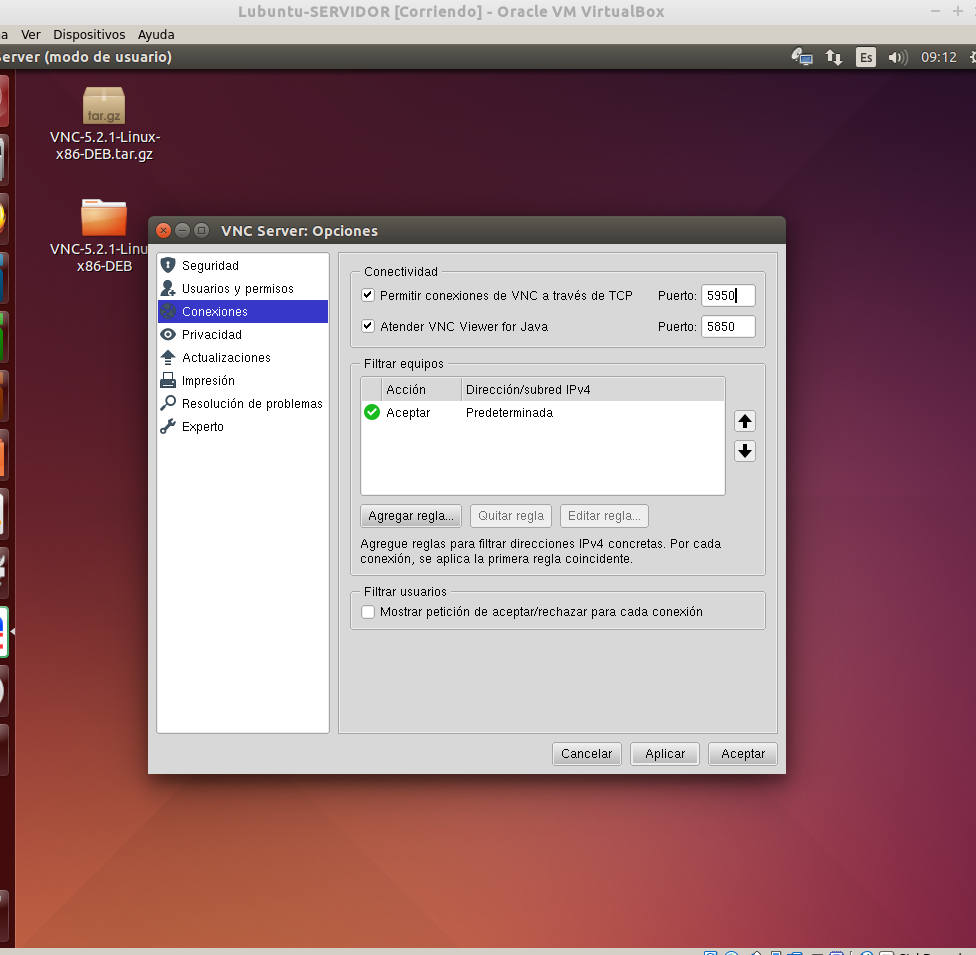 Lubuntu-SERVIDOR [Corriendo] - Oracle VM VirtualBox
Ver Dispositivos Ayuda
erver (modo de usuario)
Es
09:12
tar.gz
VNC-5.2.1-Linux-
x86-DEB.tar.gz
VNC-5.2.1-Linu
x86-DEB
VNC Server: Opciones
Seguridad
Usuarios y permisos
Conexiones
Privacidad
Actualizaciones
Impresión
Resolución de problemas
Experto
Conectividad
Permitir conexiones de VNC a través de TCP Puerto: 5950
Atender VNC Viewer for Java Puerto: 5850
Filtrar equipos
Acción Dirección/subred IPv4
Aceptar Predeterminada
Agregar regla... Quitar regla Editar regla...
Agregue reglas para filtrar direcciones IPv4 concretas. Por cada
conexión, se aplica la primera regla coincidente.
Filtrar usuarios
Mostrar petición de aceptar/rechazar para cada conexión
Cancelar Aplicar Aceptar